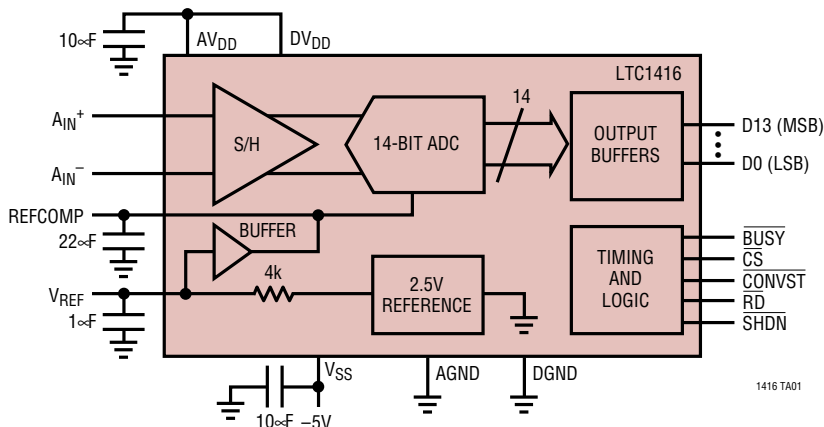 10∝F
AVDD
DVDD
LTC1416
AIN+
AIN−
S/H
14-BIT ADC
14
OUTPUT
BUFFERS
D13 (MSB)
D0 (LSB)
REFCOMP
22∝F
BUFFER
4k
VREF
1∝F
2.5V
REFERENCE
TIMING
AND
LOGIC
BUSY
CS
CONVST
RD
SHDN
VSS
10∝F
–5V
AGND
DGND
1416 TA01